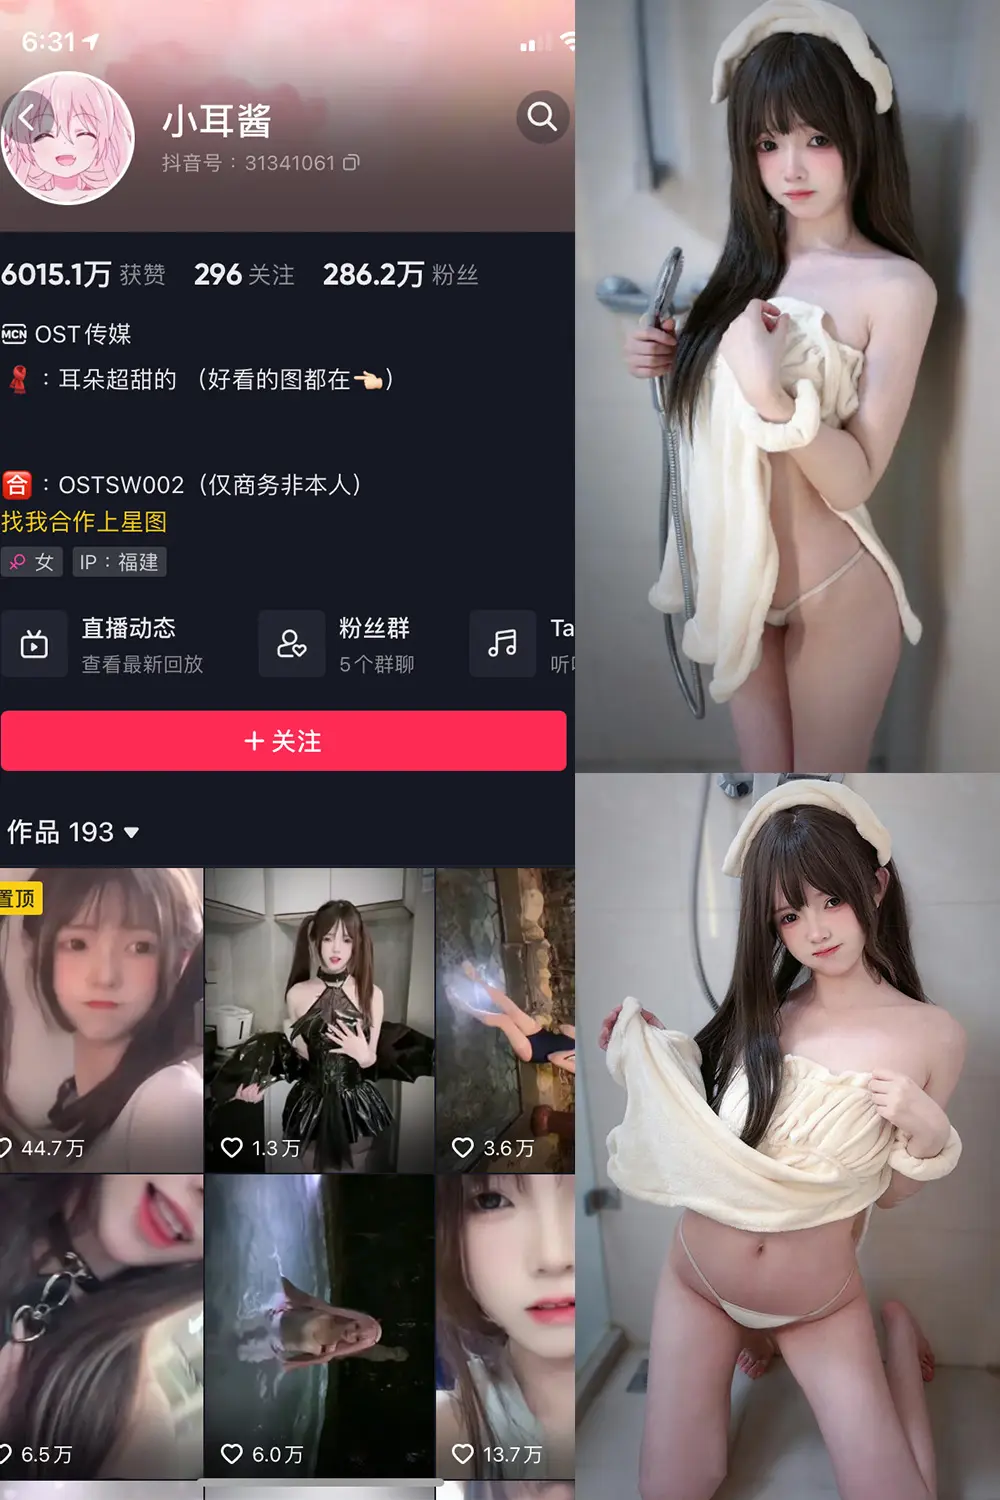 6:31
小耳酱
抖音号：31341061
6015.1万 获赞 296 关注 286.2万 粉丝
MCN OST传媒
：耳朵超甜的 （好看的图都在👈🏻）
合：OSTSW002（仅商务非本人）
找我合作上星图
女 IP：福建
直播动态 粉丝群 Ta
查看最新回放 5个群聊 听
+ 关注
作品 193
置顶
44.7万 1.3万 3.6万
6.5万 6.0万 13.7万